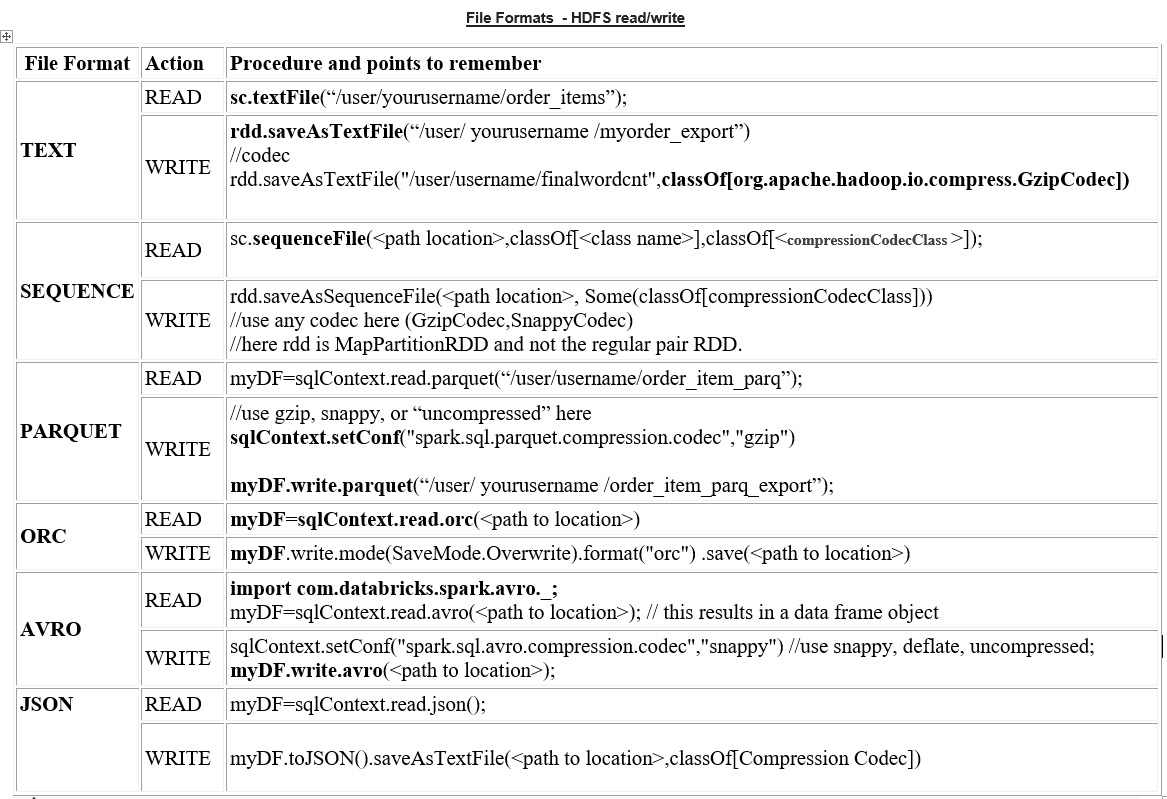 File Formats  - HDFS read/write
File Format Action Procedure and points to remember
TEXT
READ sc.textFile(“/user/yourusername/order_items”);
WRITE
rdd.saveAsTextFile(“/user/ yourusername /myorder_export”)
//codec
rdd.saveAsTextFile("/user/username/finalwordcnt",classOf[org.apache.hadoop.io.compress.GzipCodec])
SEQUENCE
READ sc.sequenceFile(<path location>,classOf[<class name>],classOf[<compressionCodecClass >]);
WRITE
rdd.saveAsSequenceFile(<path location>, Some(classOf[compressionCodecClass]))
//use any codec here (GzipCodec,SnappyCodec)
//here rdd is MapPartitionRDD and not the regular pair RDD.
PARQUET
READ myDF=sqlContext.read.parquet(“/user/username/order_item_parq”);
WRITE
//use gzip, snappy, or “uncompressed” here
sqlContext.setConf("spark.sql.parquet.compression.codec","gzip")
myDF.write.parquet(“/user/ yourusername /order_item_parq_export”);
ORC
READ myDF=sqlContext.read.orc(<path to location>)
WRITE myDF.write.mode(SaveMode.Overwrite).format("orc") .save(<path to location>)
AVRO
READ
import com.databricks.spark.avro._;
myDF=sqlContext.read.avro(<path to location>); // this results in a data frame object
WRITE
sqlContext.setConf("spark.sql.avro.compression.codec","snappy") //use snappy, deflate, uncompressed;
myDF.write.avro(<path to location>);
JSON
READ myDF=sqlContext.read.json();
WRITE myDF.toJSON().saveAsTextFile(<path to location>,classOf[Compression Codec])